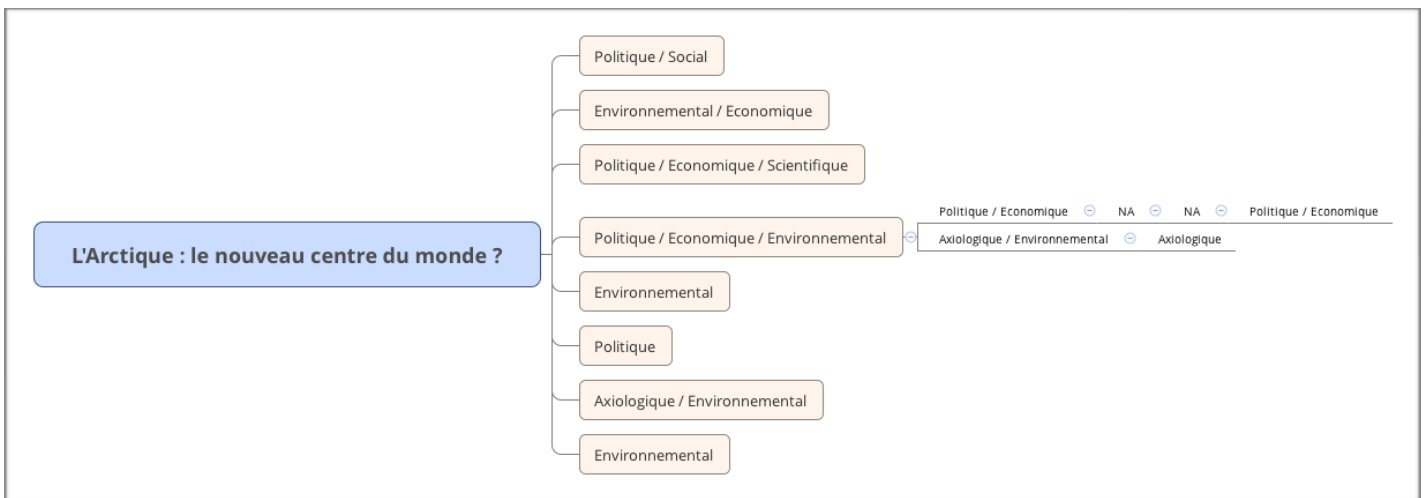 Politique / Social
Environnemental / Economique
Politique / Economique / Scientifique
L'Arctique : le nouveau centre du monde ?
Politique / Economique / Environnemental
Politique / Economique NA NA Politique / Economique
Axiologique / Environnemental Axiologique
Environnemental
Politique
Axiologique / Environnemental
Environnemental